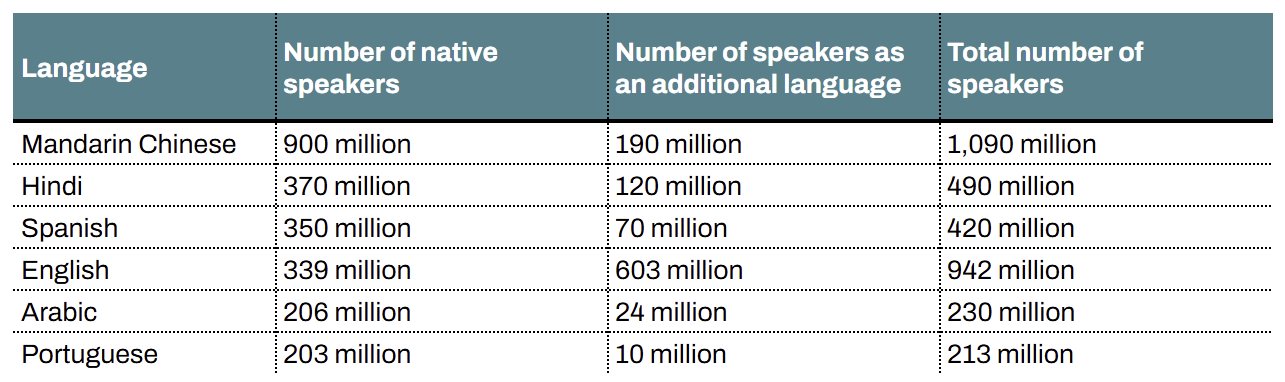 Language Number of native speakers Number of speakers as an additional language Total number of speakers
Mandarin Chinese 900 million 190 million 1,090 million
Hindi 370 million 120 million 490 million
Spanish 350 million 70 million 420 million
English 339 million 603 million 942 million
Arabic 206 million 24 million 230 million
Portuguese 203 million 10 million 213 million